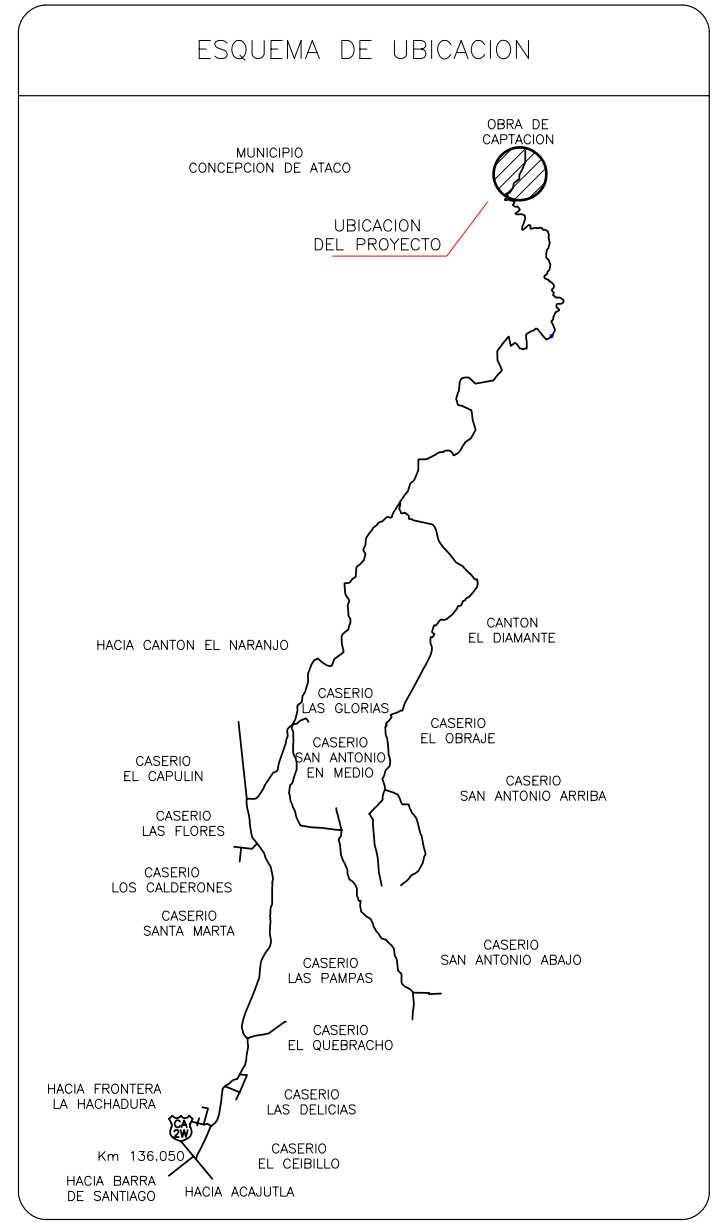 ESQUEMA DE UBICACION
OBRA DE
CAPTACION
MUNICIPIO
CONCEPCION DE ATACO
UBICACION
DEL PROYECTO
CANTON
EL DIAMANTE
HACIA CANTON EL NARANJO
CASERIO
LAS GLORIAS
CASERIO
EL OBRAJE
CASERIO
SAN ANTONIO
EN MEDIO
CASERIO
EL CAPULIN
CASERIO
SAN ANTONIO ARRIBA
CASERIO
LAS FLORES
CASERIO
LOS CALDERONES
CASERIO
SANTA MARTA
CASERIO
SAN ANTONIO ABAJO
CASERIO
LAS PAMPAS
CASERIO
EL QUEBRACHO
HACIA FRONTERA
LA HACHADURA
CASERIO
LAS DELICIAS
CA
2W
Km 136.050
CASERIO
EL CEIBILLO
HACIA BARRA
DE SANTIAGO
HACIA ACAJUTLA